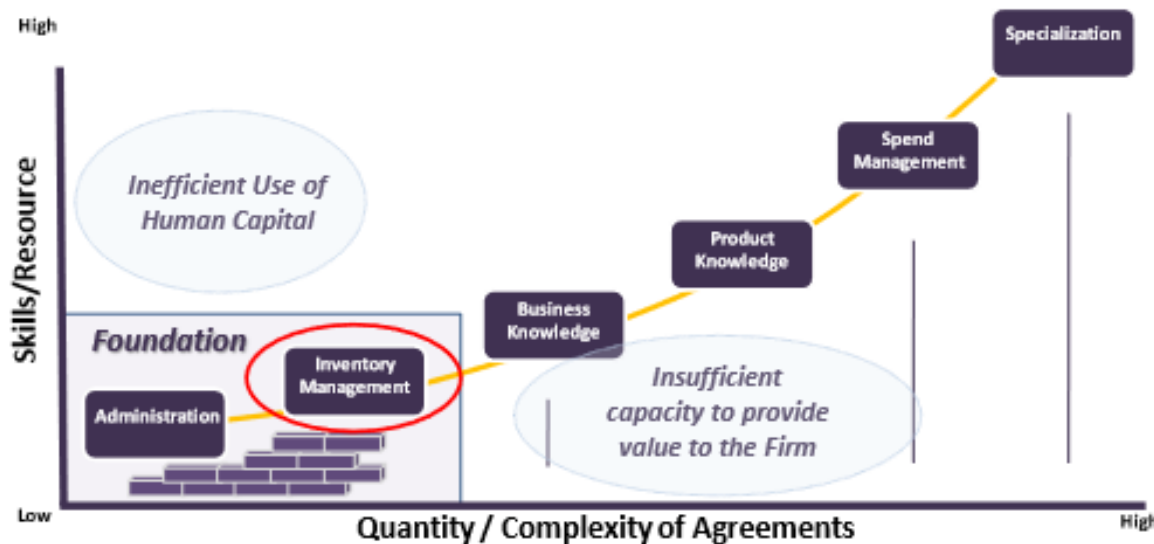 High
Specialization
Spend
Management
Skills/Resource
Inefficient Use of
Human Capital
Product
Knowledge
Business
Knowledge
Foundation
Inventory
Management
Administration
Insufficient
capacity to provide
value to the Firm
Low
Quantity / Complexity of Agreements
High